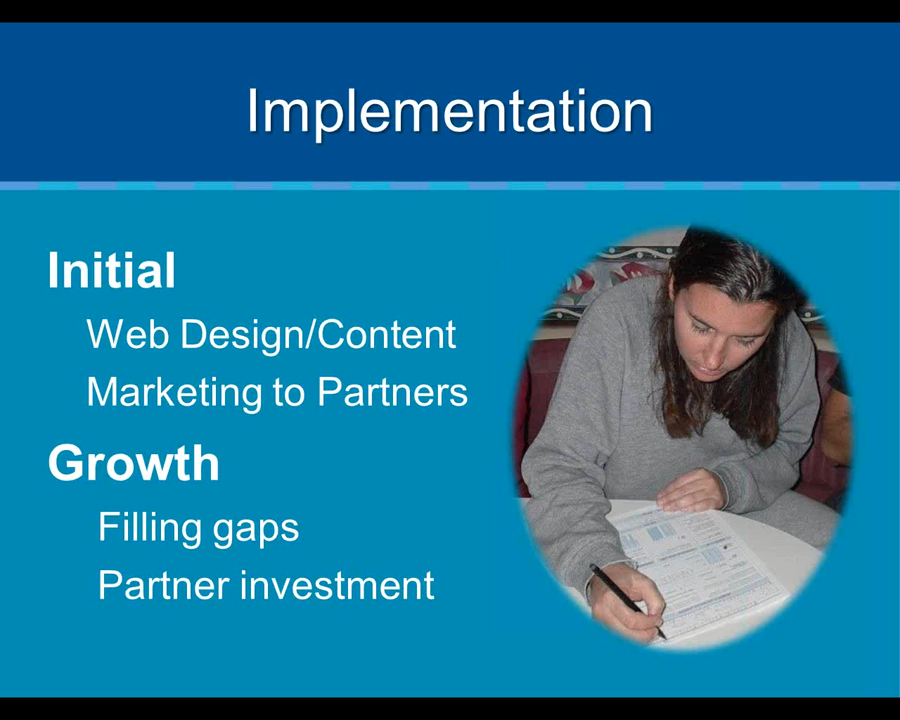 Implementation
Initial
Web Design/Content
Marketing to Partners
Growth
Filling gaps
Partner investment